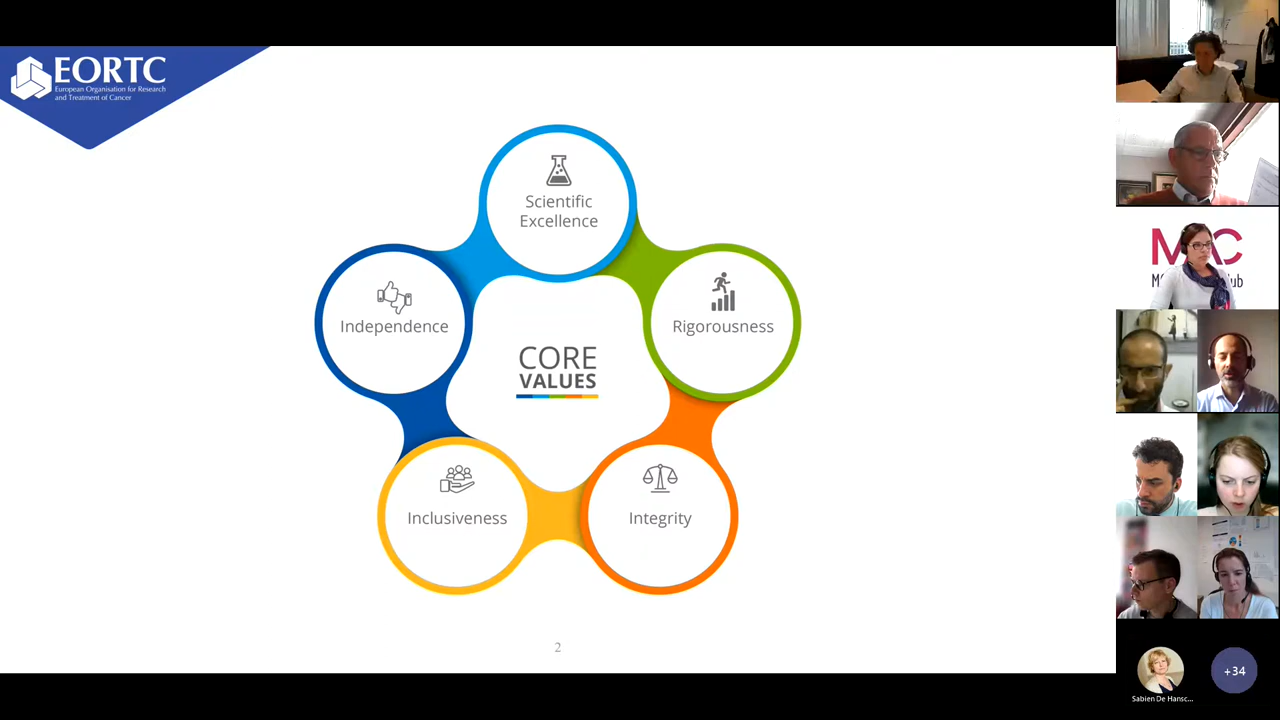 EORTC
European Organisation for Research
and Treatment of Cancer
Scientific
Excellence
Independence
Rigorousness
CORE
VALUES
Inclusiveness
Integrity
2
Sabien De Hansc...
+34